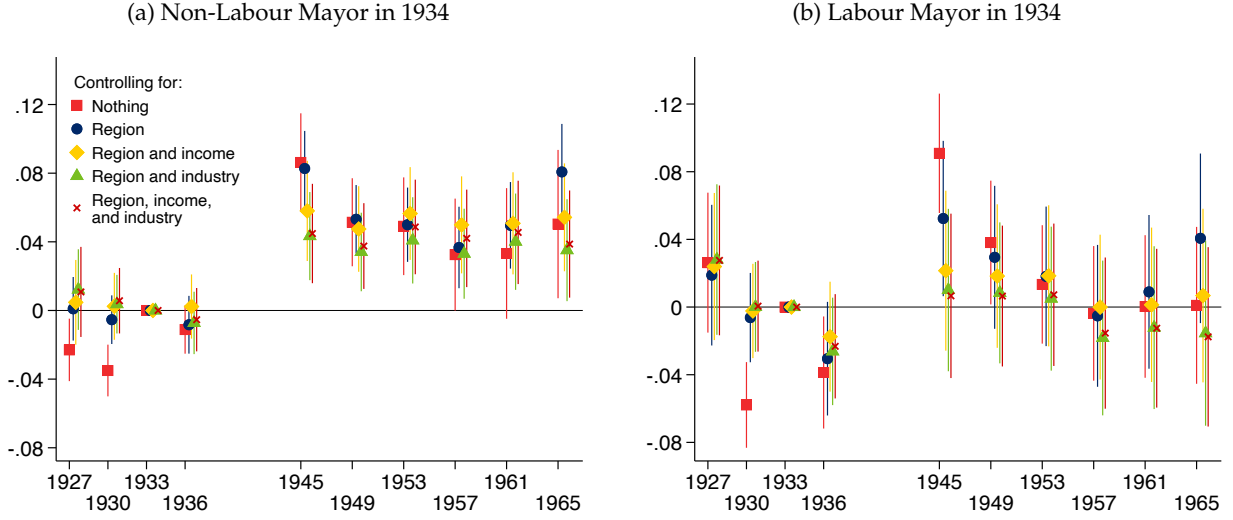 (a) Non-Labour Mayor in 1934
Controlling for:
Nothing
Region
Region and income
Region and industry
Region, income,
and industry
.12
.08
.04
0
-.04
-.08
1927 1933 1945 1953 1961
1930 1936 1949 1957 1965
(b) Labour Mayor in 1934
.12
.08
.04
0
-.04
-.08
1927 1933 1945 1953 1961
1930 1936 1949 1957 1965